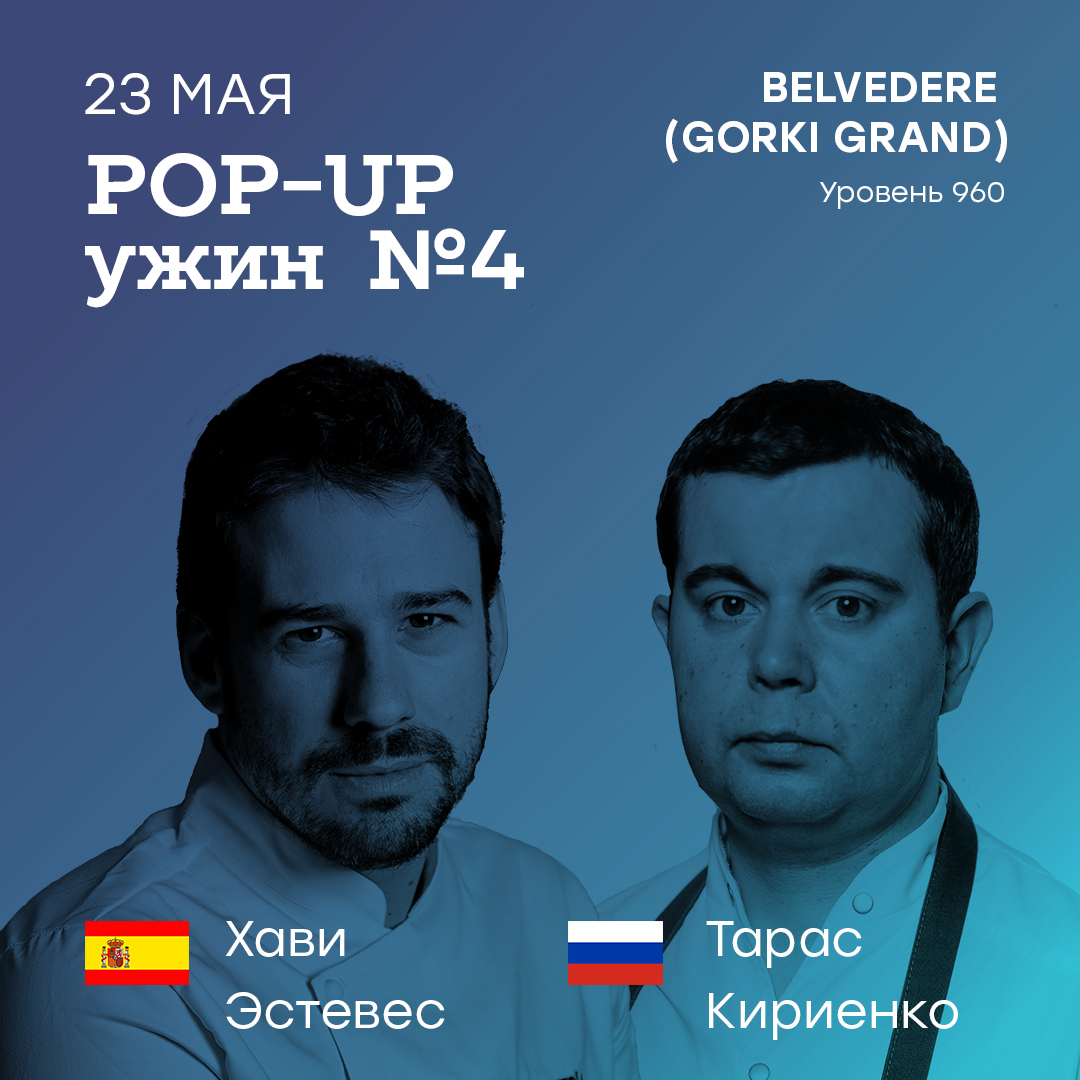 23 МАЯ
POP-UP
ужин №4
BELVEDERE
(GORKI GRAND)
Уровень 960
Хави
Эстевес
Тарас
Кириенко